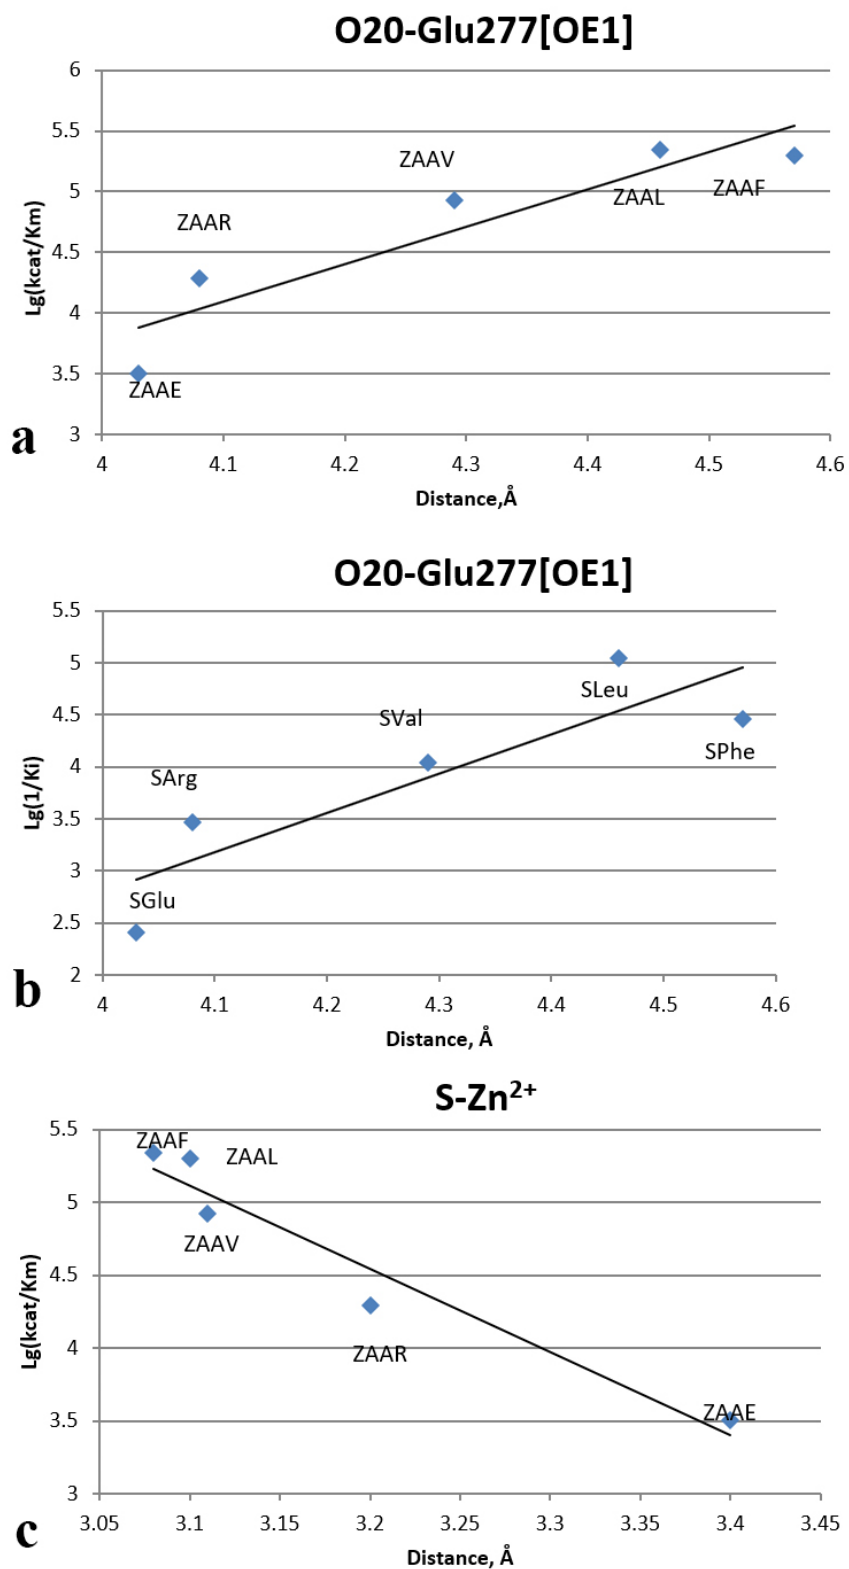 O20-Glu277[OE1]
6
5.5
5
4.5
4
3.5
3
Lg(kcat/Km)
ZAAV
ZAAR
ZAAL
ZAAF
ZAAE
a
4 4.1 4.2 4.3 4.4 4.5 4.6
Distance,Å
O20-Glu277[OE1]
5.5
5
4.5
4
3.5
3
2.5
2
Lg(1/Ki)
SLeu
SVal
SPhe
SArg
SGlu
b
4 4.1 4.2 4.3 4.4 4.5 4.6
Distance, Å
S-Zn²⁺
5.5
5
4.5
4
3.5
3
Lg(kcat/Km)
ZAAF
ZAAL
ZAAV
ZAAR
ZAAE
c
3.05 3.1 3.15 3.2 3.25 3.3 3.35 3.4 3.45
Distance, Å